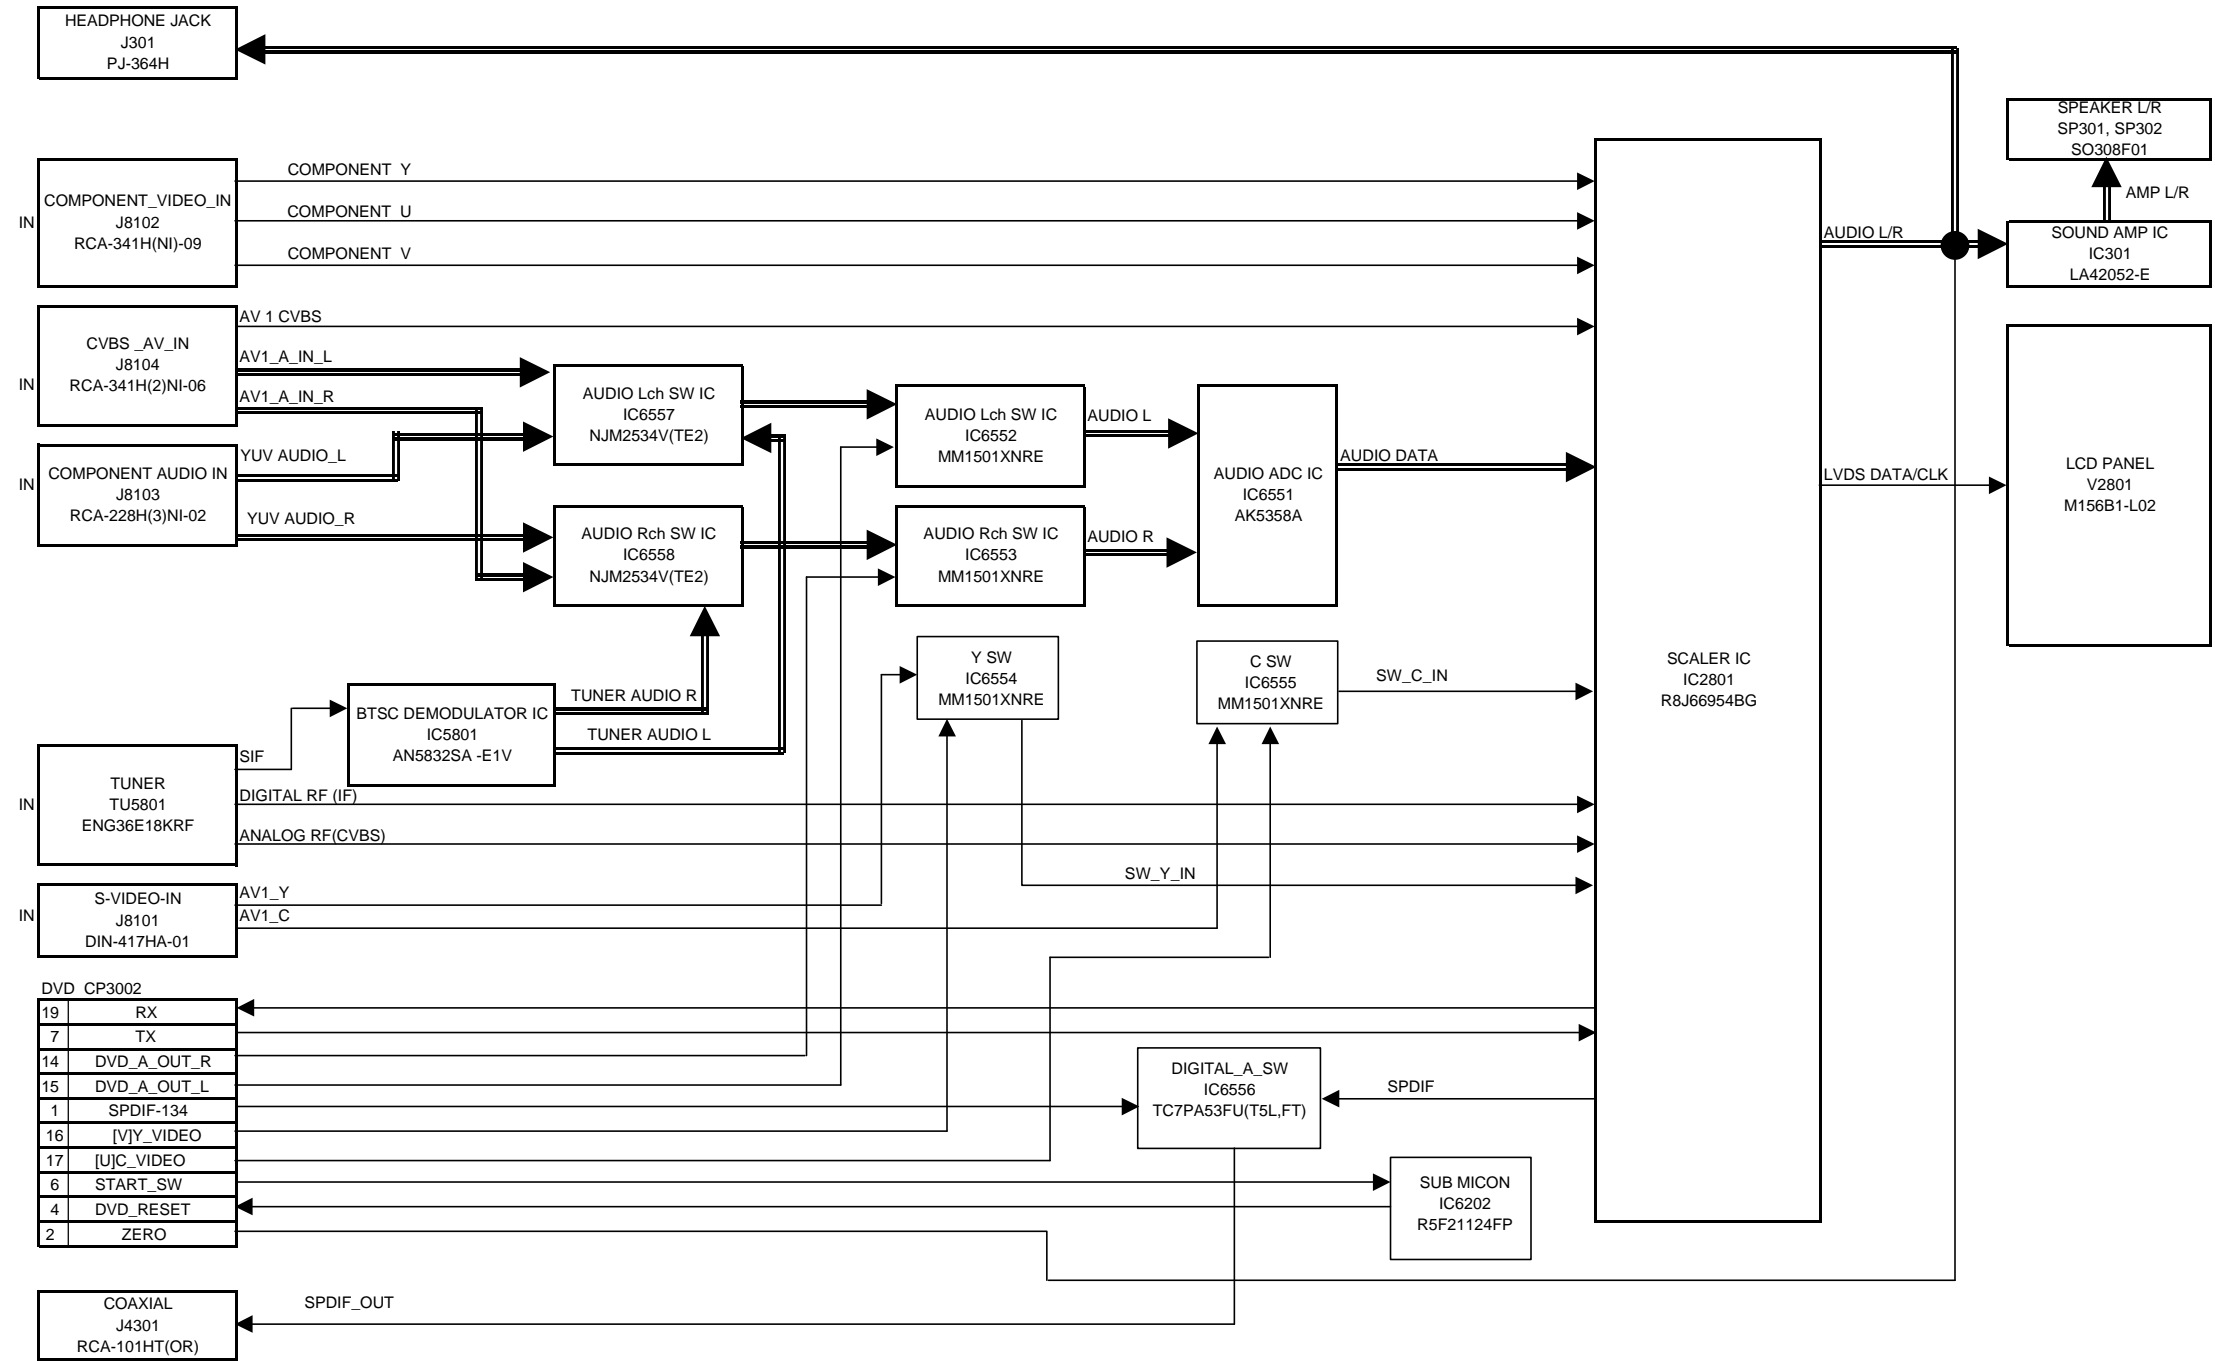 HEADPHONE JACK
J301
PJ-364H
SPEAKER L/R
SP301, SP302
SO308F01
AMP L/R
SOUND AMP IC
IC301
LA42052-E
AUDIO L/R
IN
COMPONENT_VIDEO_IN
J8102
RCA-341H(NI)-09
COMPONENT Y
COMPONENT U
COMPONENT V
IN
CVBS _AV_IN
J8104
RCA-341H(2)NI-06
AV 1 CVBS
AV1_A_IN_L
AV1_A_IN_R
IN
COMPONENT AUDIO IN
J8103
RCA-228H(3)NI-02
YUV AUDIO_L
YUV AUDIO_R
AUDIO Lch SW IC
IC6557
NJM2534V(TE2)
AUDIO Rch SW IC
IC6558
NJM2534V(TE2)
AUDIO Lch SW IC
IC6552
MM1501XNRE
AUDIO Rch SW IC
IC6553
MM1501XNRE
AUDIO L
AUDIO R
AUDIO ADC IC
IC6551
AK5358A
AUDIO DATA
SCALER IC
IC2801
R8J66954BG
LVDS DATA/CLK
LCD PANEL
V2801
M156B1-L02
Y SW
IC6554
MM1501XNRE
C SW
IC6555
MM1501XNRE
SW_C_IN
SW_Y_IN
BTSC DEMODULATOR IC
IC5801
AN5832SA -E1V
TUNER AUDIO R
TUNER AUDIO L
IN
TUNER
TU5801
ENG36E18KRF
SIF
DIGITAL RF (IF)
ANALOG RF(CVBS)
IN
S-VIDEO-IN
J8101
DIN-417HA-01
AV1_Y
AV1_C
DVD CP3002
19 RX
7 TX
14 DVD_A_OUT_R
15 DVD_A_OUT_L
1 SPDIF-134
16 [V]Y_VIDEO
17 [U]C_VIDEO
6 START_SW
4 DVD_RESET
2 ZERO
DIGITAL_A_SW
IC6556
TC7PA53FU(T5L,FT)
SPDIF
SUB MICON
IC6202
R5F21124FP
COAXIAL
J4301
RCA-101HT(OR)
SPDIF_OUT